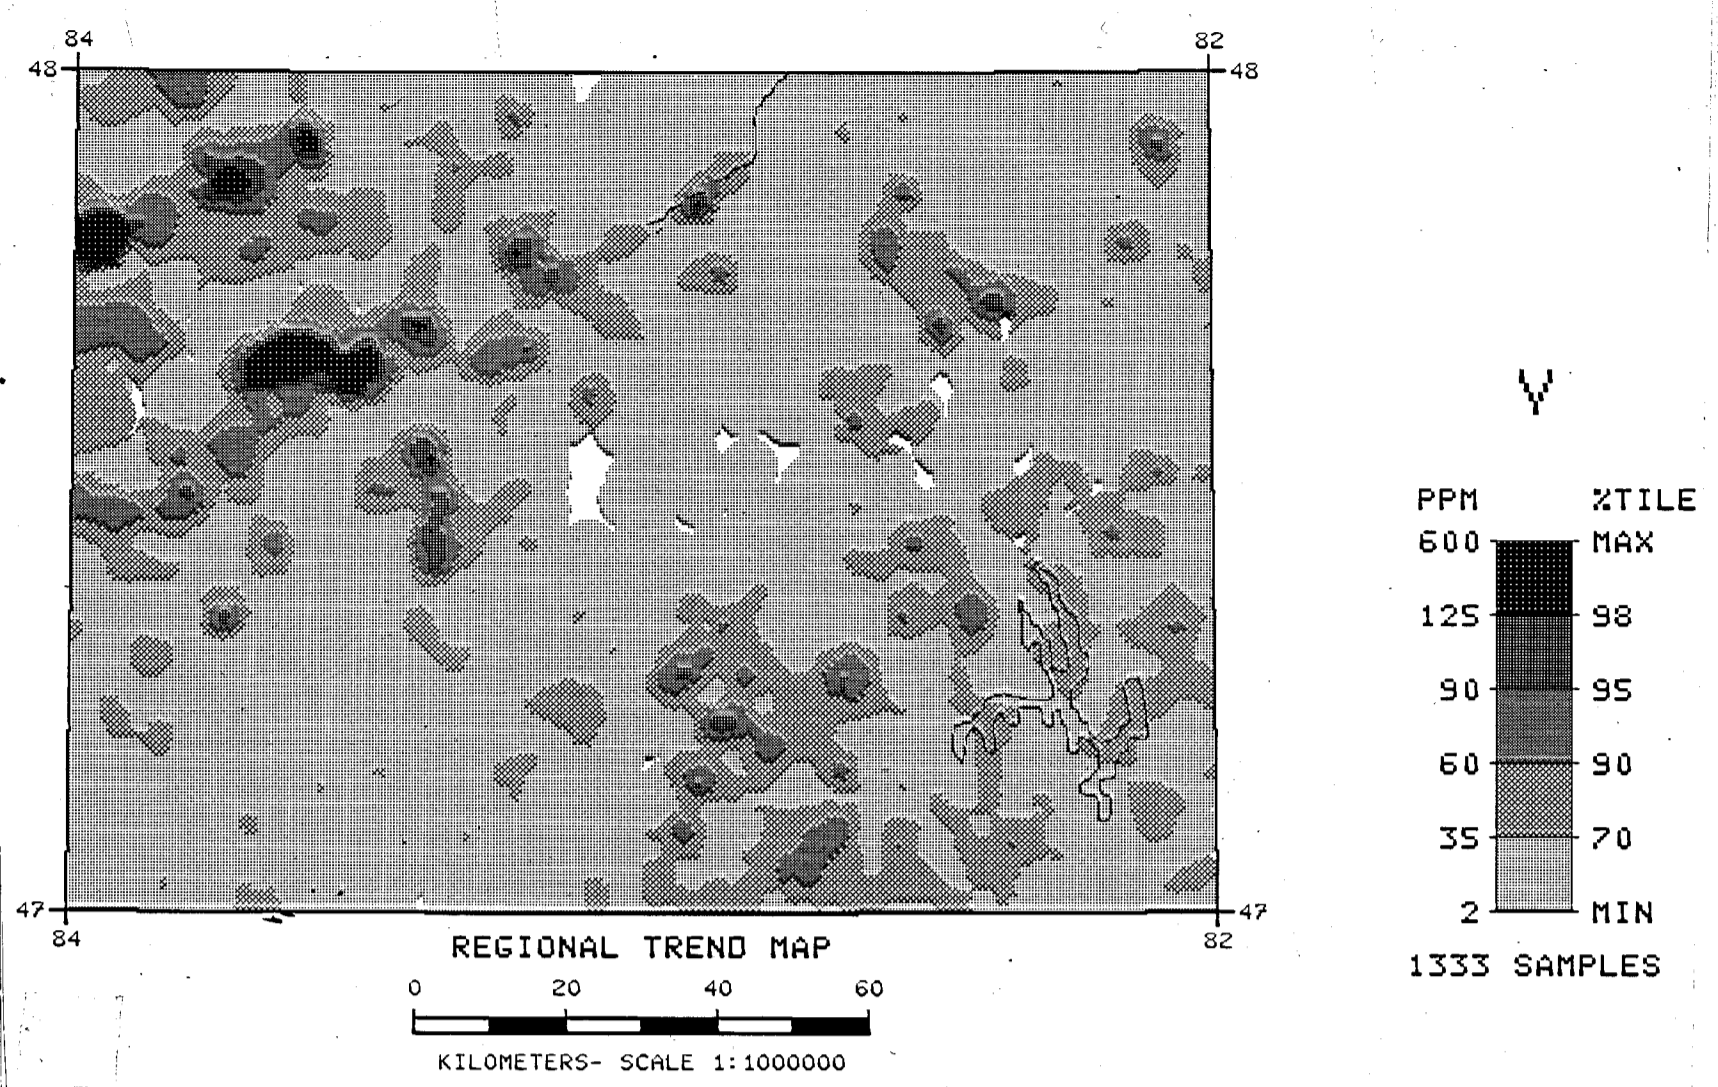 84 82
48 48
Y
PPM %TILE
600 MAX
125 98
90 95
60 90
35 70
2 MIN
47 47
84 82
REGIONAL TREND MAP
1333 SAMPLES
0 20 40 60
KILOMETERS- SCALE 1:1000000